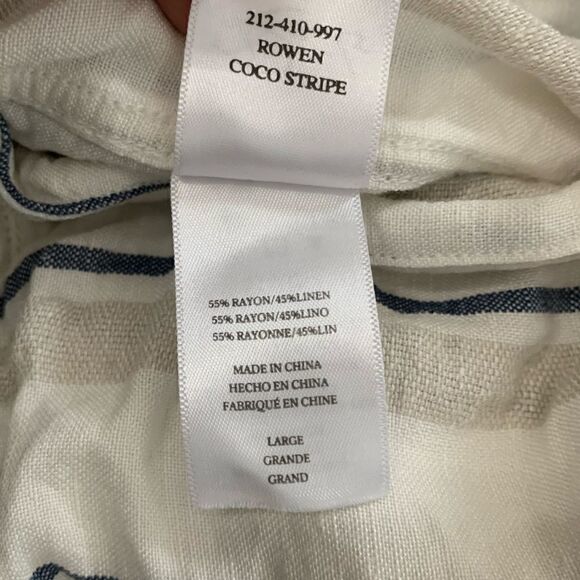 212-410-997
ROWEN
COCO STRIPE
55% RAYON/45%LINEN
55% RAYON/45%LINO
55% RAYONNE/45%LIN
MADE IN CHINA
HECHO EN CHINA
FABRIQUÉ EN CHINE
LARGE
GRANDE
GRAND